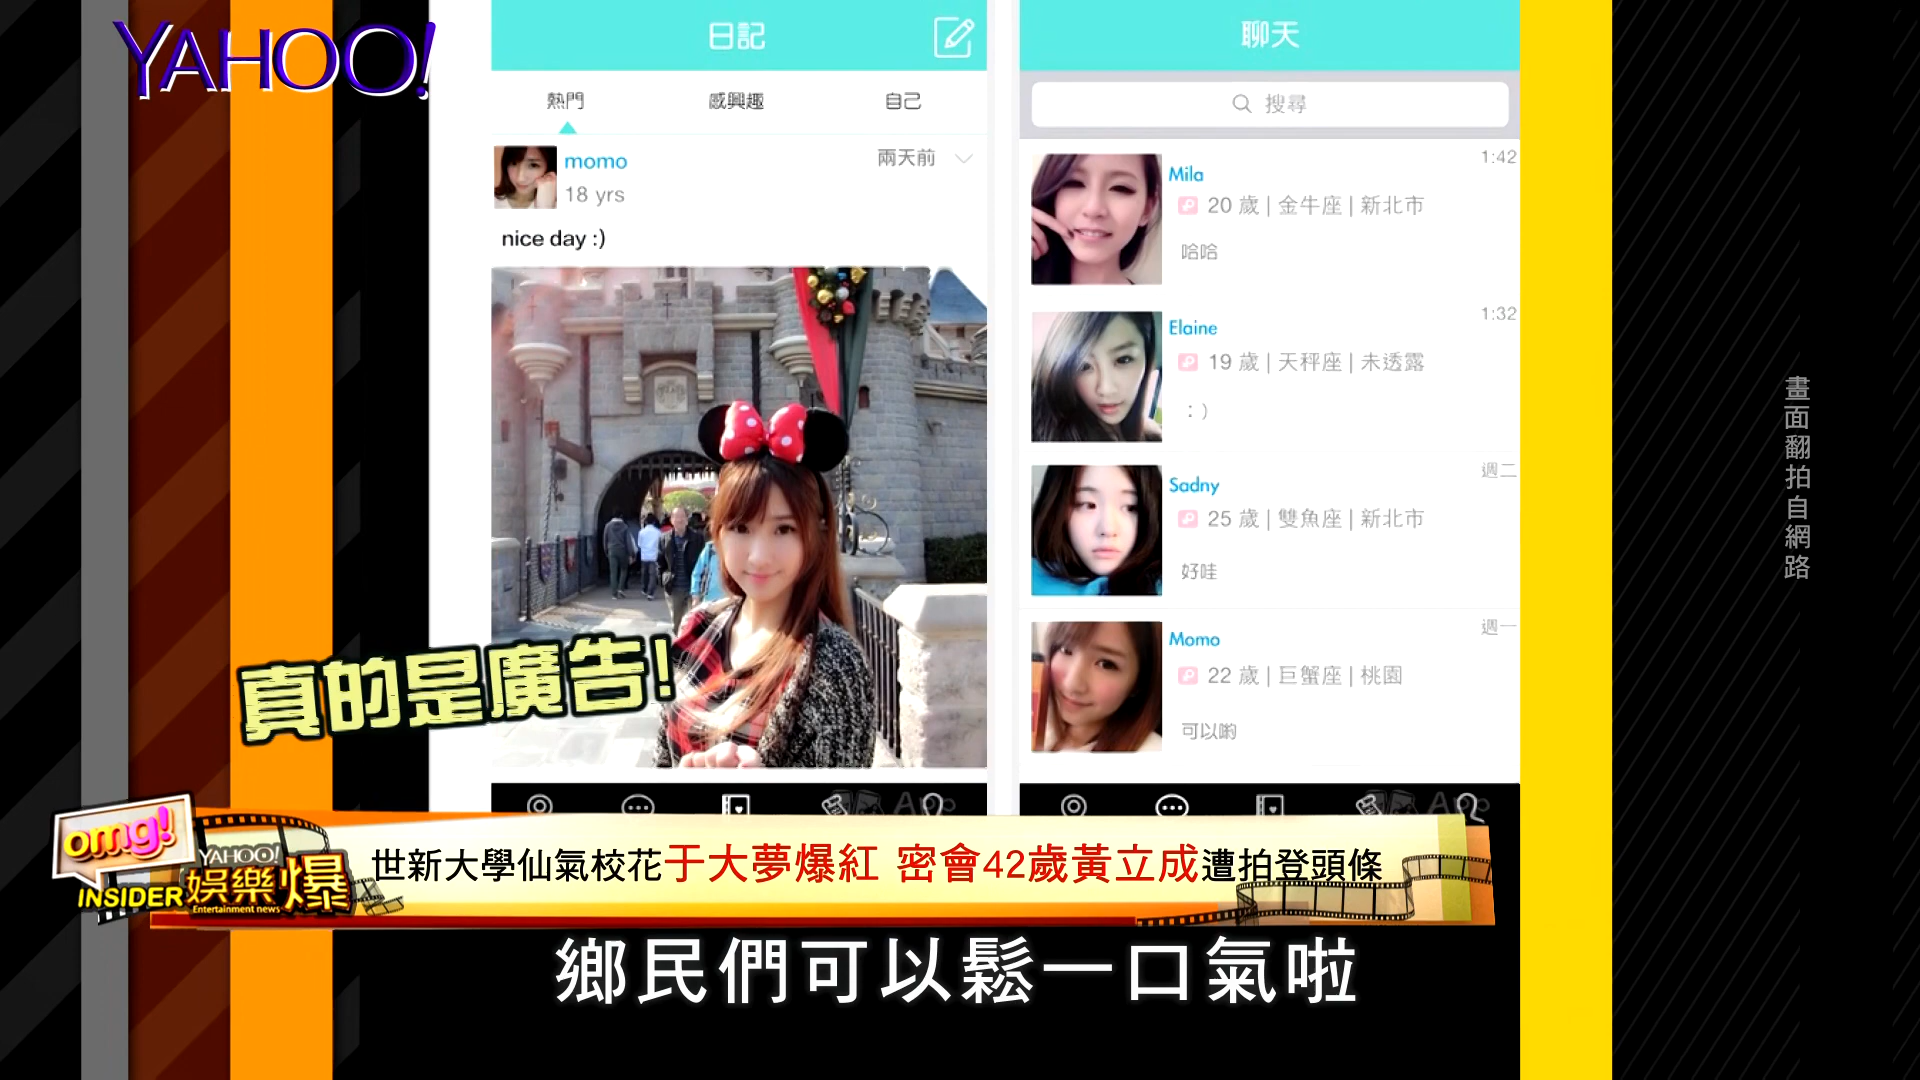 YAHOO!
日記
熱門
感興趣
自己
momo
18 yrs
兩天前
nice day :)
聊天
搜尋
Mila
1:42
20 歲 | 金牛座 | 新北市
哈哈
Elaine
1:32
19 歲 | 天秤座 | 未透露
: )
Sadny
週二
25 歲 | 雙魚座 | 新北市
好哇
Momo
週一
22 歲 | 巨蟹座 | 桃園
可以喲
畫面翻拍自網路
真的是廣告!
omg!
INSIDER
YAHOO!
娛樂爆
Entertainment news
世新大學仙氣校花于大夢爆紅 密會42歲黃立成遭拍登頭條
鄉民們可以鬆一口氣啦